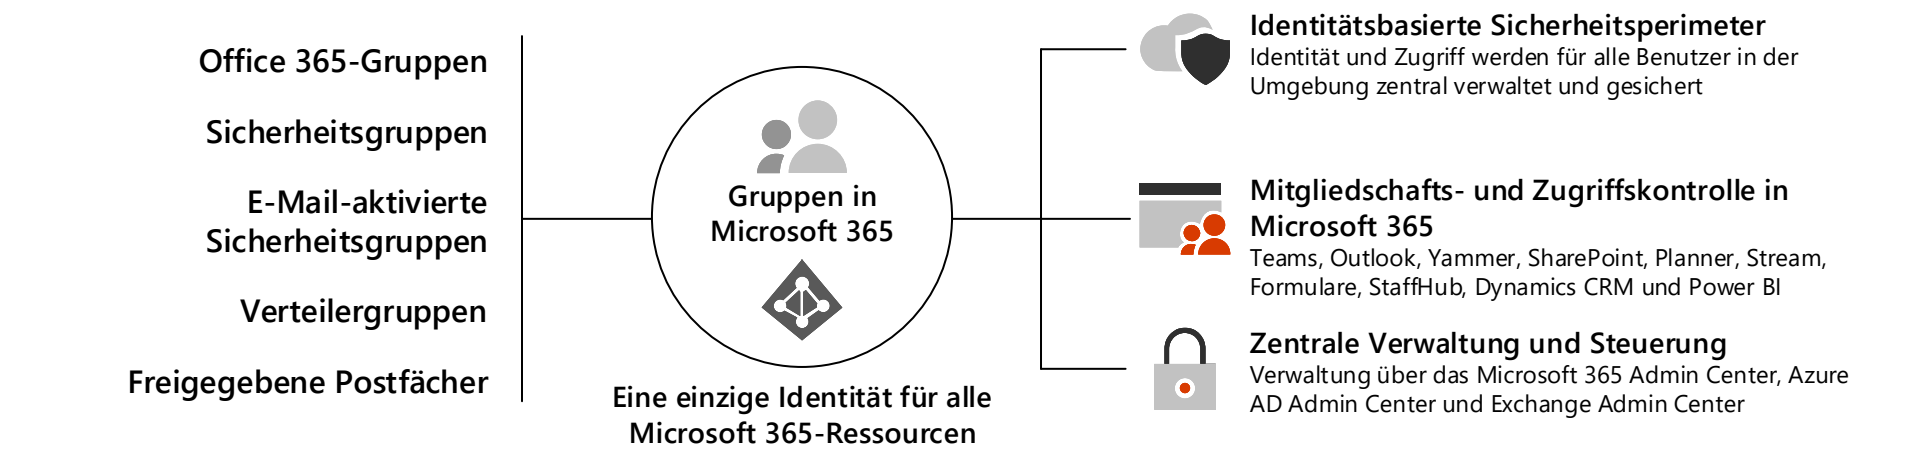 Office 365-Gruppen
Sicherheitsgruppen
E-Mail-aktivierte
Sicherheitsgruppen
Verteilergruppen
Freigegebene Postfächer
Gruppen in
Microsoft 365
Eine einzige Identität für alle
Microsoft 365-Ressourcen
Identitätsbasierte Sicherheitsperimeter
Identität und Zugriff werden für alle Benutzer in der
Umgebung zentral verwaltet und gesichert
Mitgliedschafts- und Zugriffskontrolle in
Microsoft 365
Teams, Outlook, Yammer, SharePoint, Planner, Stream,
Formulare, StaffHub, Dynamics CRM und Power BI
Zentrale Verwaltung und Steuerung
Verwaltung über das Microsoft 365 Admin Center, Azure
AD Admin Center und Exchange Admin Center